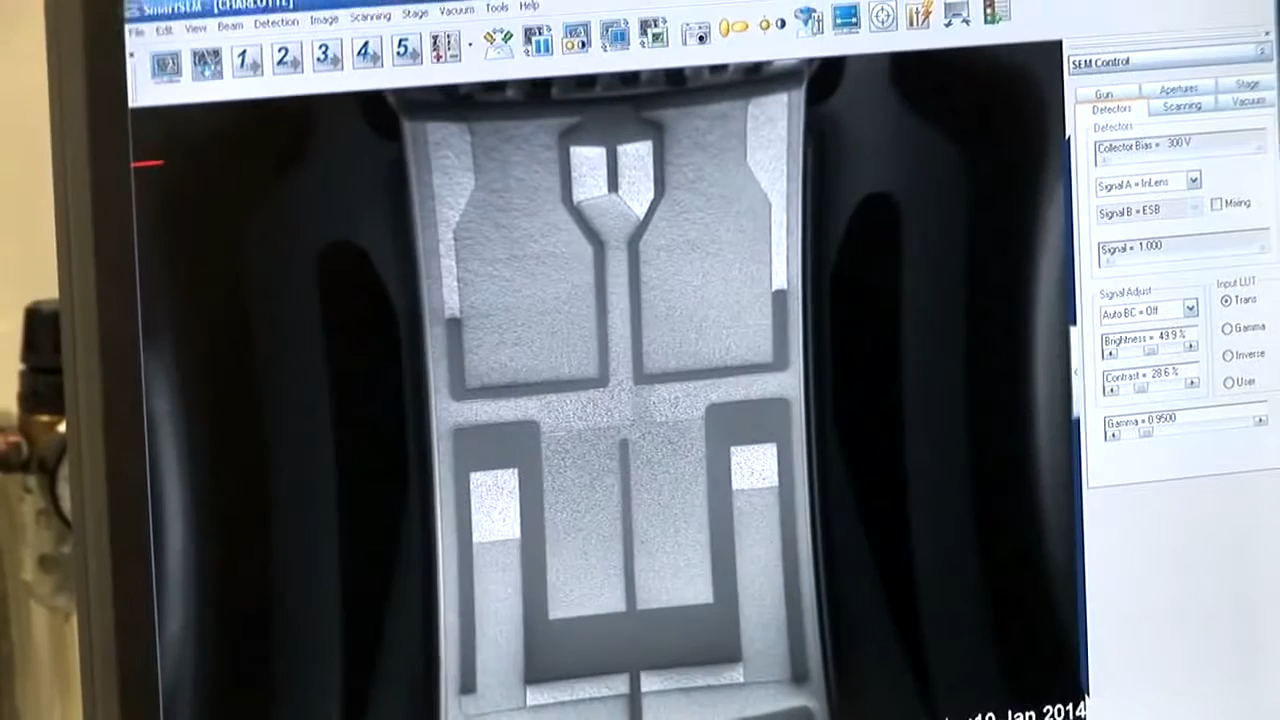 SmartSEM - [CHARLOTTE]
File Edit View Beam Detection Image Scanning Stage Vacuum Tools Help
1 2 3 4 5
SEM Control
Gun Apertures Stage
Detectors Scanning Vacuum
Detectors
Collector Bias = 300 V
Signal A = InLens
Signal B = ESB
Mixing
Signal = 1.000
Signal Adjust
Input LUT
Auto BC = Off
Trans
Brightness = 49.9 %
Gamma
Contrast = 28.6 %
Inverse
User
Gamma = 0.9500
10 Jan 2014